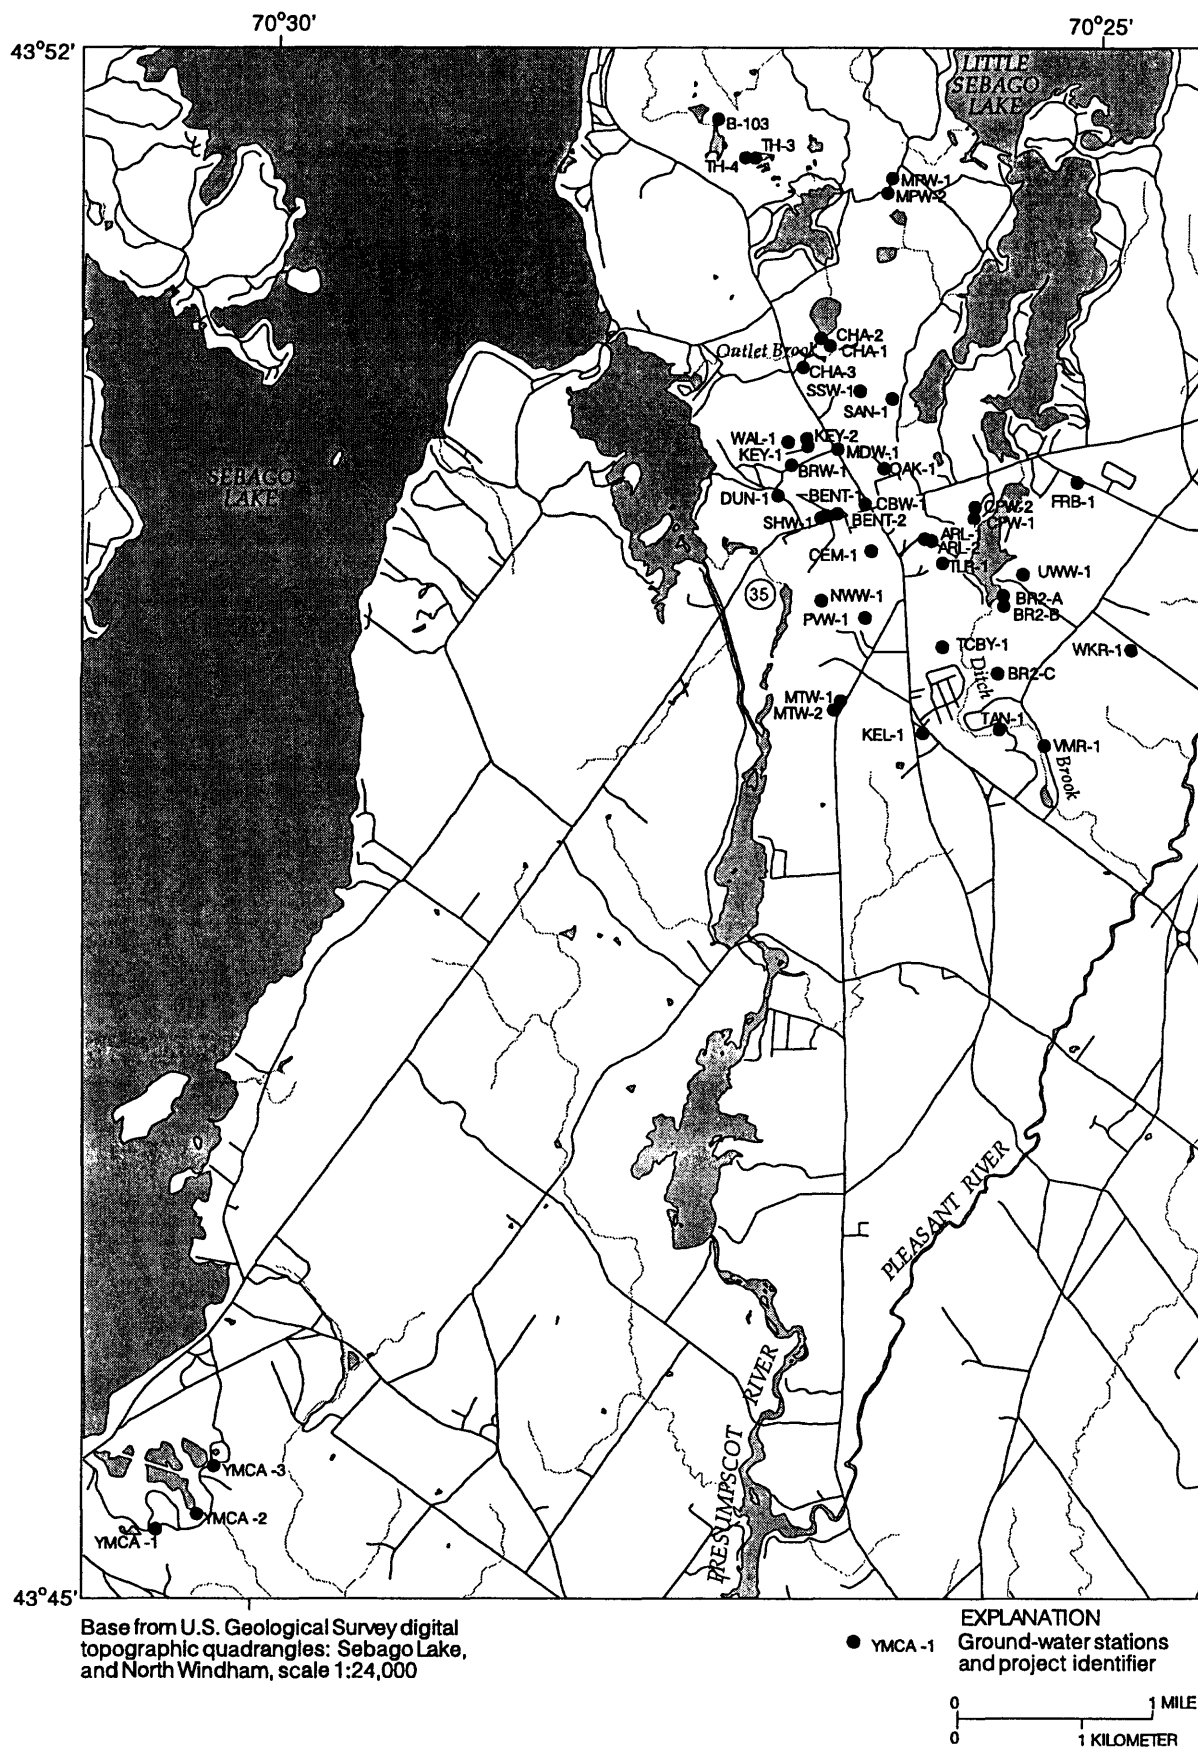 70°30'
70°25'
43°52'
LITTLE
SEBAGO
LAKE
B-103
TH-3
TH-4
MPW-1
MPW-2
CHA-2
Outlet Brook
CHA-1
CHA-3
SSW-1
SAN-1
WAL-1
KEY-2
KEY-1
MDW-1
BRW-1
OAK-1
SEBAGO
LAKE
DUN-1
BENT-1
CBW-1
FRB-1
CPW-2
SHW-1
BENT-2
CPW-1
ARL-1
ARL-2
CEM-1
TLR-1
UWW-1
35
NWW-1
BR2-A
BR2-B
PVW-1
TCBY-1
WKR-1
Ditch
BR2-C
MTW-1
MTW-2
TAN-1
KEL-1
VMR-1
Brook
PLEASANT RIVER
PRESUMPSCOT RIVER
YMCA -3
YMCA -2
YMCA -1
43°45'
Base from U.S. Geological Survey digital
topographic quadrangles: Sebago Lake,
and North Windham, scale 1:24,000
EXPLANATION
YMCA -1 Ground-water stations
and project identifier
0 1 MILE
0 1 KILOMETER